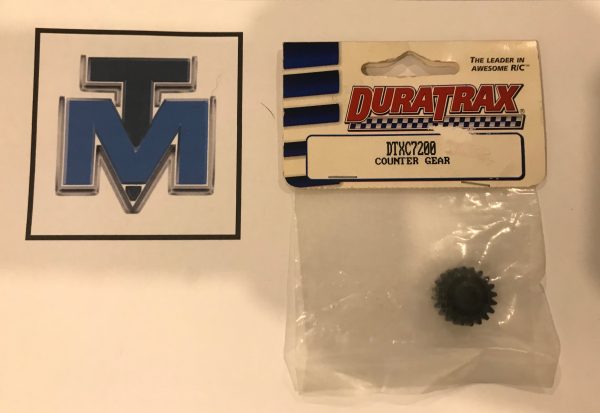 TM
THE LEADER IN
AWESOME R/C™
DURATRAX®
DTXC7200
COUNTER GEAR